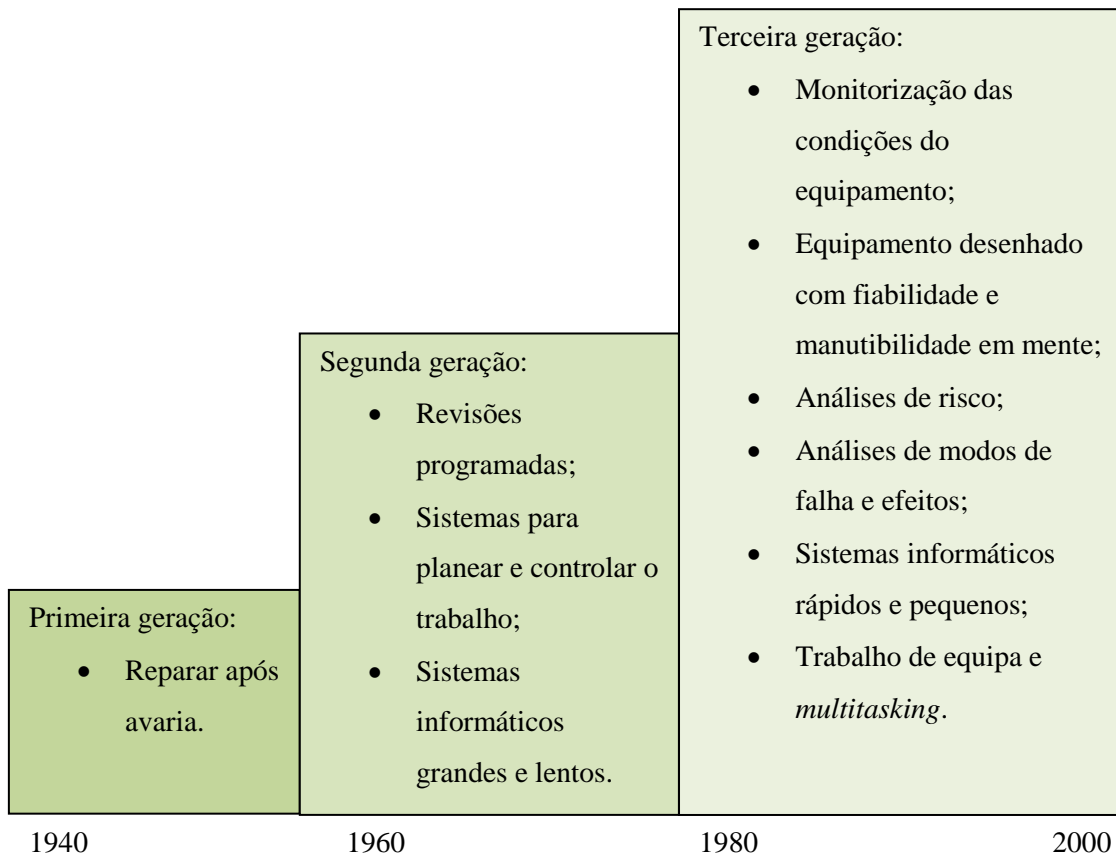 Terceira geração:
• Monitorização das
condições do
equipamento;
• Equipamento desenhado
com fiabilidade e
manutibilidade em mente;
• Análises de risco;
• Análises de modos de
falha e efeitos;
• Sistemas informáticos
rápidos e pequenos;
• Trabalho de equipa e
multitasking.
Segunda geração:
• Revisões
programadas;
• Sistemas para
planear e controlar o
trabalho;
• Sistemas
informáticos
grandes e lentos.
Primeira geração:
• Reparar após
avaria.
1940 1960 1980 2000